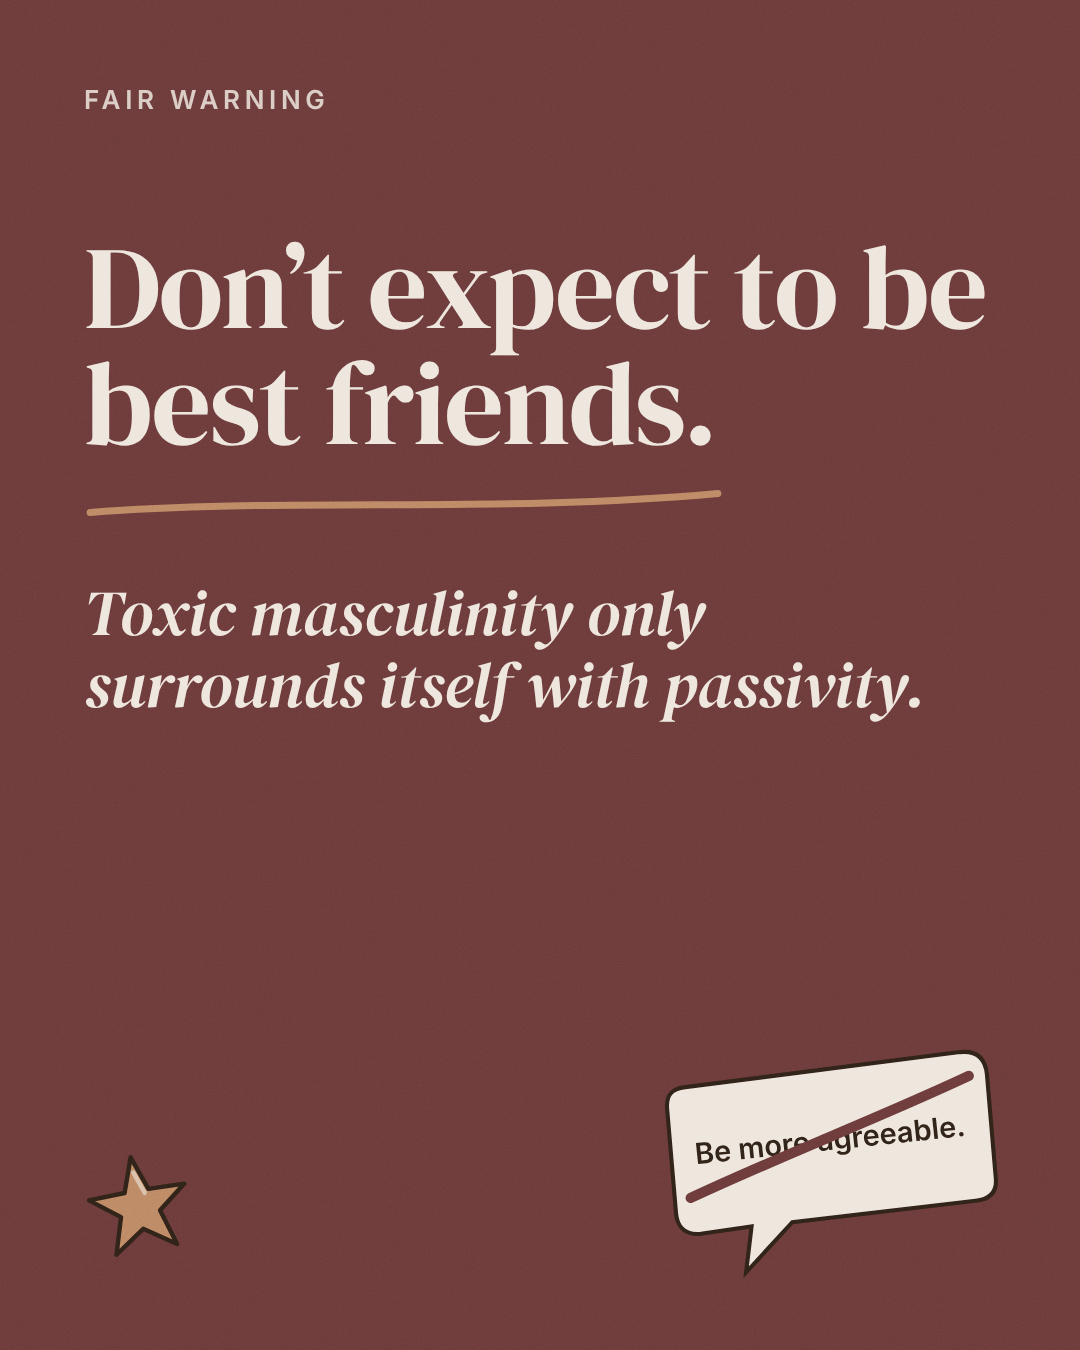 FAIR WARNING
Don’t expect to be
best friends.
Toxic masculinity only
surrounds itself with passivity.
Be more agreeable.